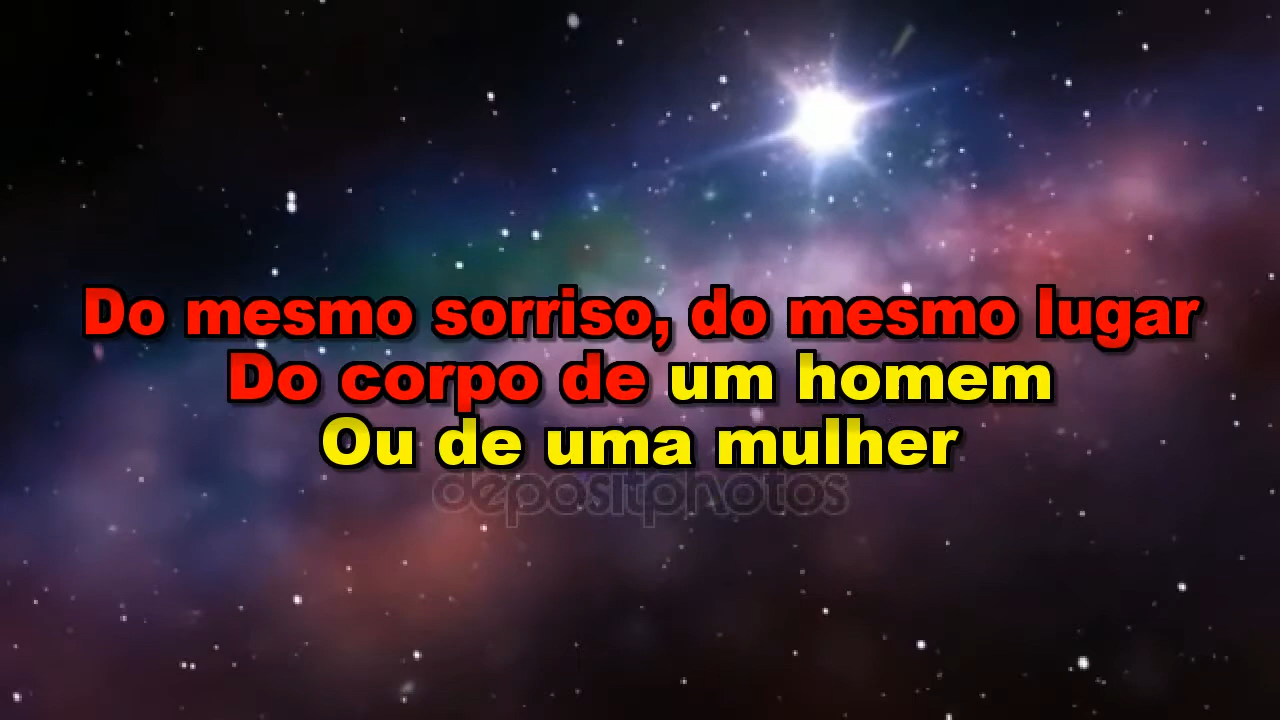 Do mesmo sorriso, do mesmo lugar
Do corpo de um homem
Ou de uma mulher
depositphotos